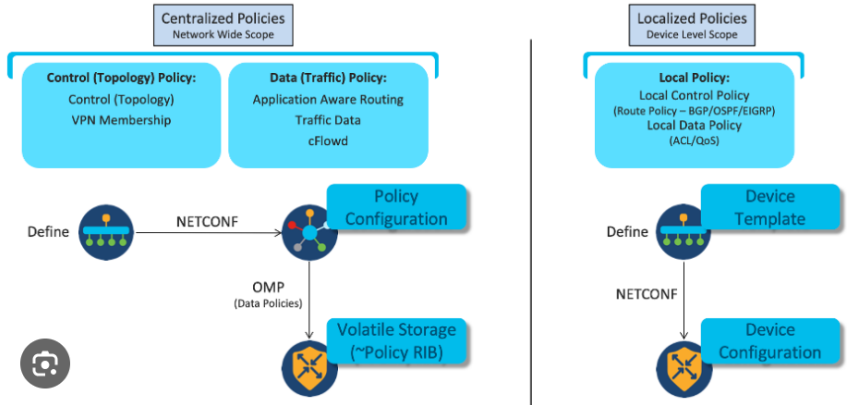 Centralized Policies
Network Wide Scope
Control (Topology) Policy:
Control (Topology)
VPN Membership
Data (Traffic) Policy:
Application Aware Routing
Traffic Data
cFlowd
Define
NETCONF
Policy
Configuration
OMP
(Data Policies)
Volatile Storage
(~Policy RIB)
Localized Policies
Device Level Scope
Local Policy:
Local Control Policy
(Route Policy – BGP/OSPF/EIGRP)
Local Data Policy
(ACL/QoS)
Define
Device
Template
NETCONF
Device
Configuration